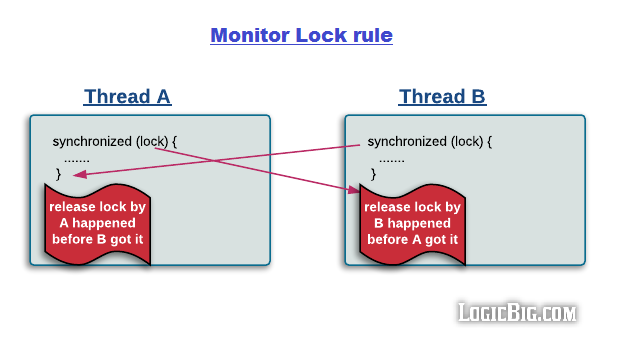 Monitor Lock rule
Thread A
synchronized (lock) {
.......
}
release lock by
A happened
before B got it
Thread B
synchronized (lock) {
.......
}
release lock by
B happened
before A got it
LogicBig.com